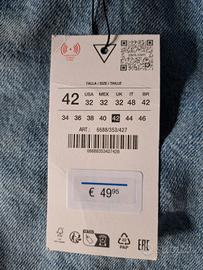 TALLA / SIZE / TAILLE
42 USA MEX UK IT BR
32 32 32 48 42
34 36 38 40 42 44 46
ART.: 6688/353/427
€ 49,95
PAP
EAC